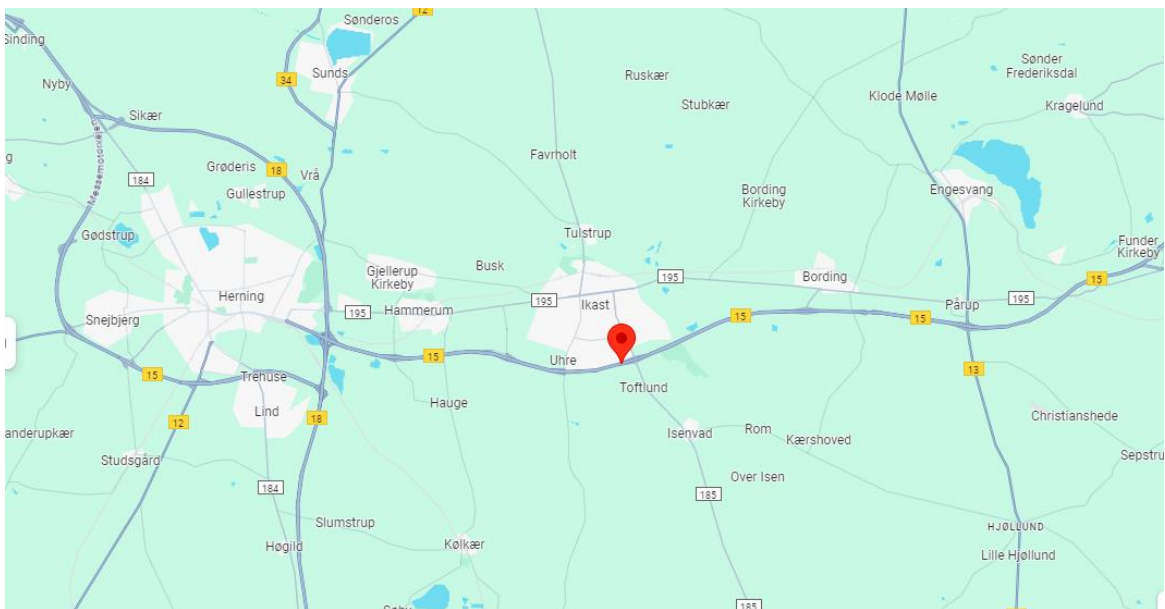 12
Sønderos
Sinding
Sunds
Sønder
Frederiksdal
Ruskær
34
Nyby
Klode Mølle
Stubkær
Kragelund
Sikær
Messemotorvejen
Favrholt
Grøderis
18
Vrå
184
Gullestrup
Bording
Kirkeby
Engesvang
Gødstrup
Tulstrup
Funder
Kirkeby
Busk
Gjellerup
Kirkeby
195
Bording
15
Herning
195
Ikast
Pårup
195
Hammerum
195
Snejbjerg
15
15
15
Uhre
Trehuse
15
Toftlund
13
Hauge
Lind
18
12
Christianshede
anderupkær
Isenvad
Rom
Kærshoved
Studsgård
Sepstru
Over Isen
184
185
Slumstrup
HJØLLUND
Høgild
Kølkær
Lille Hjøllund
185